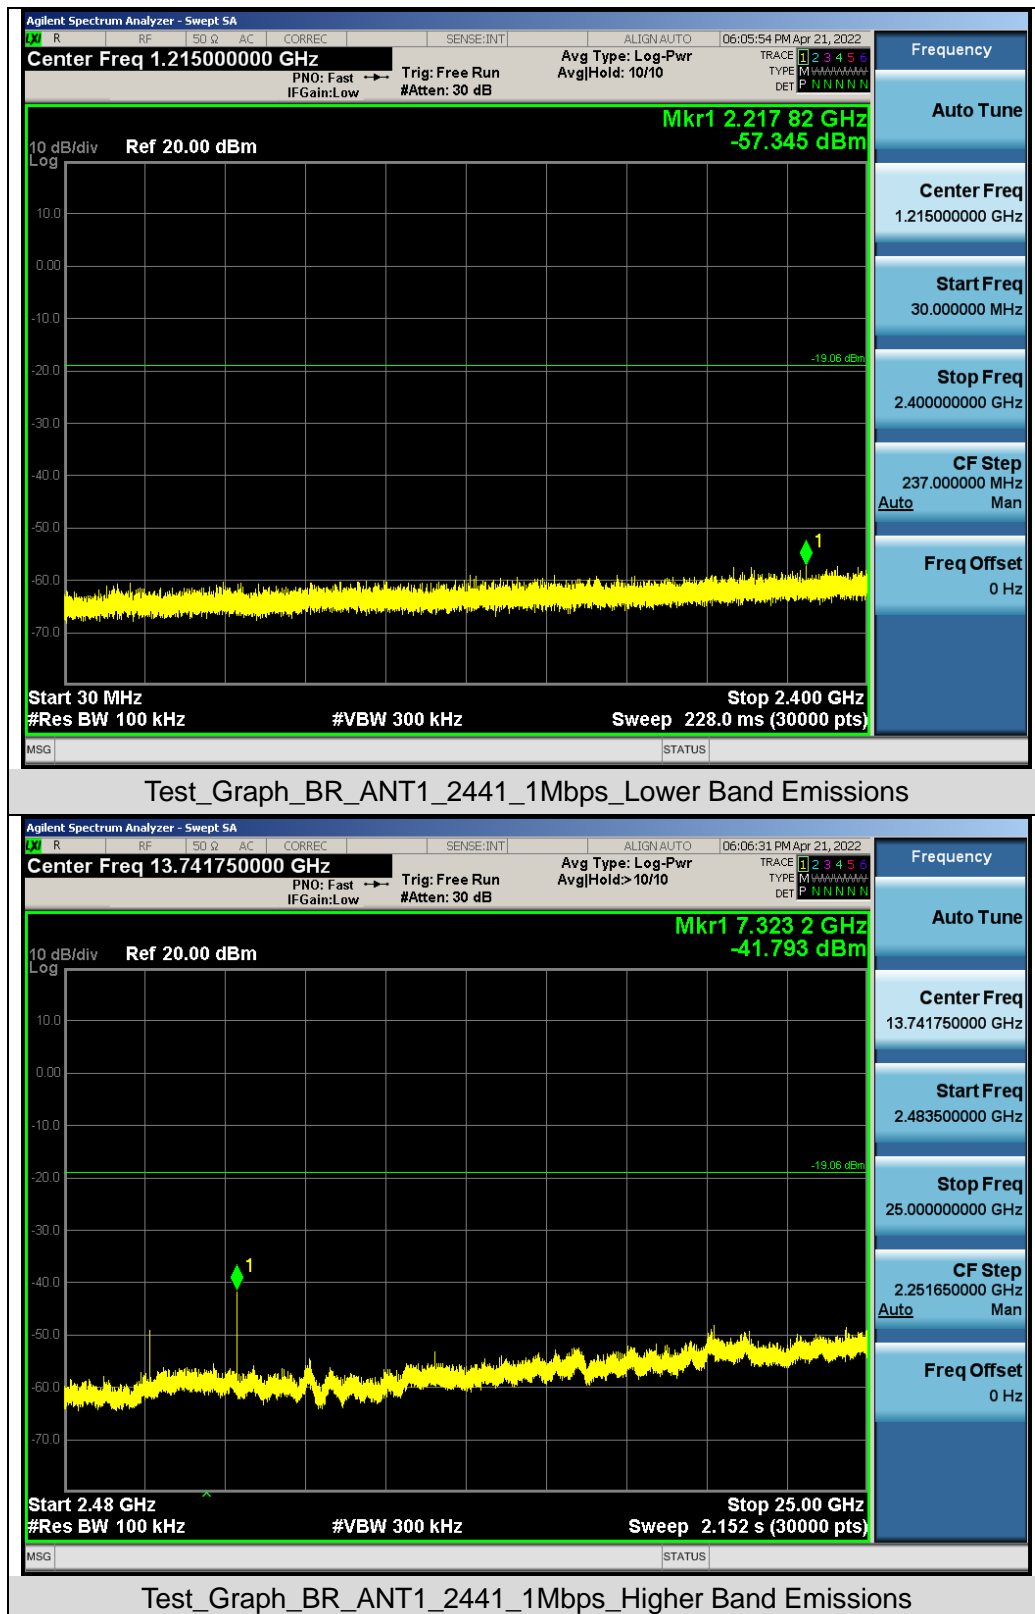 Agilent Spectrum Analyzer - Swept SA
LXI R RF 50 Ω AC CORREC SENSE:INT ALIGN AUTO 06:05:54 PM Apr 21, 2022
Center Freq 1.215000000 GHz
PNO: Fast
IFGain:Low
Trig: Free Run
#Atten: 30 dB
Avg Type: Log-Pwr
Avg|Hold: 10/10
TRACE 1 2 3 4 5 6
TYPE M WWWWW
DET P N N N N N
Mkr1 2.217 82 GHz
-57.345 dBm
10 dB/div
Log
Ref 20.00 dBm
10.0
0.00
-10.0
-19.06 dBm
-20.0
-30.0
-40.0
-50.0
1
-60.0
-70.0
Start 30 MHz
Stop 2.400 GHz
#Res BW 100 kHz
#VBW 300 kHz
Sweep 228.0 ms (30000 pts)
MSG
STATUS
Frequency
Auto Tune
Center Freq
1.215000000 GHz
Start Freq
30.000000 MHz
Stop Freq
2.400000000 GHz
CF Step
237.000000 MHz
Auto Man
Freq Offset
0 Hz
Test_Graph_BR_ANT1_2441_1Mbps_Lower Band Emissions
Agilent Spectrum Analyzer - Swept SA
LXI R RF 50 Ω AC CORREC SENSE:INT ALIGN AUTO 06:06:31 PM Apr 21, 2022
Center Freq 13.741750000 GHz
PNO: Fast
IFGain:Low
Trig: Free Run
#Atten: 30 dB
Avg Type: Log-Pwr
Avg|Hold:> 10/10
TRACE 1 2 3 4 5 6
TYPE M WWWWW
DET P N N N N N
Mkr1 7.323 2 GHz
-41.793 dBm
10 dB/div
Log
Ref 20.00 dBm
10.0
0.00
-10.0
-19.06 dBm
-20.0
-30.0
1
-40.0
-50.0
-60.0
-70.0
Start 2.48 GHz
Stop 25.00 GHz
#Res BW 100 kHz
#VBW 300 kHz
Sweep 2.152 s (30000 pts)
MSG
STATUS
Frequency
Auto Tune
Center Freq
13.741750000 GHz
Start Freq
2.483500000 GHz
Stop Freq
25.000000000 GHz
CF Step
2.251650000 GHz
Auto Man
Freq Offset
0 Hz
Test_Graph_BR_ANT1_2441_1Mbps_Higher Band Emissions